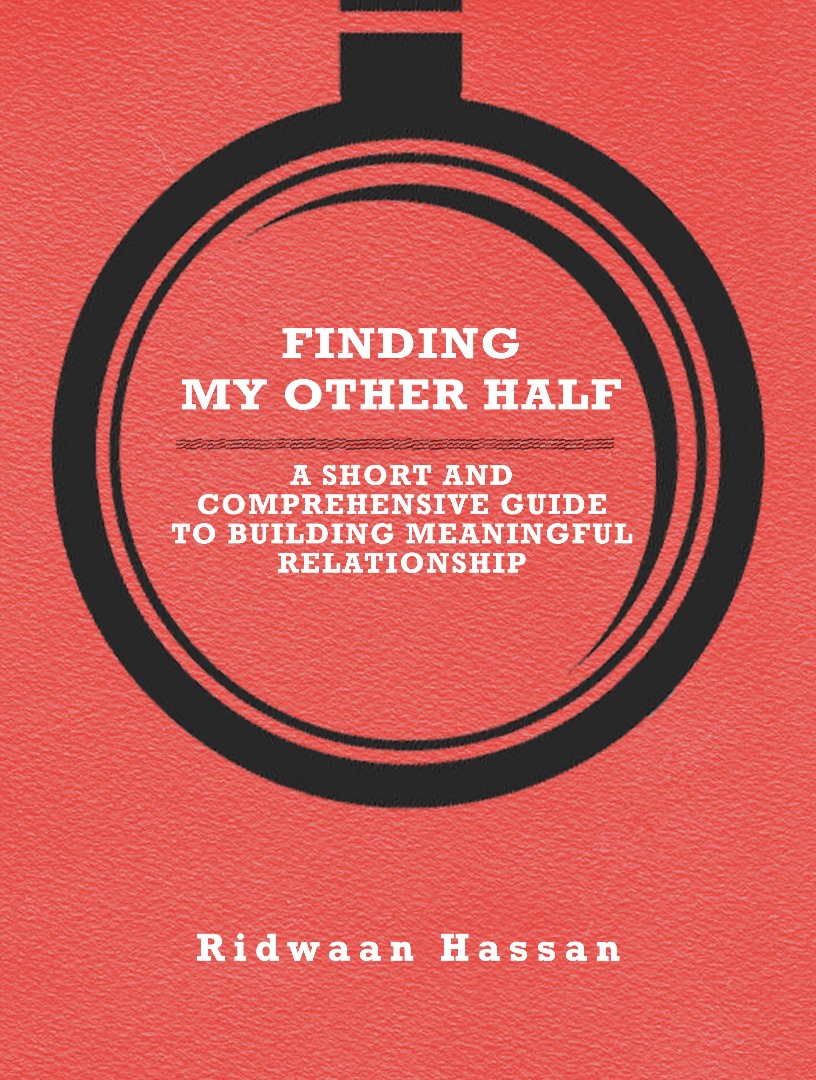 FINDING
MY OTHER HALF
A SHORT AND
COMPREHENSIVE GUIDE
TO BUILDING MEANINGFUL
RELATIONSHIP
Ridwaan Hassan